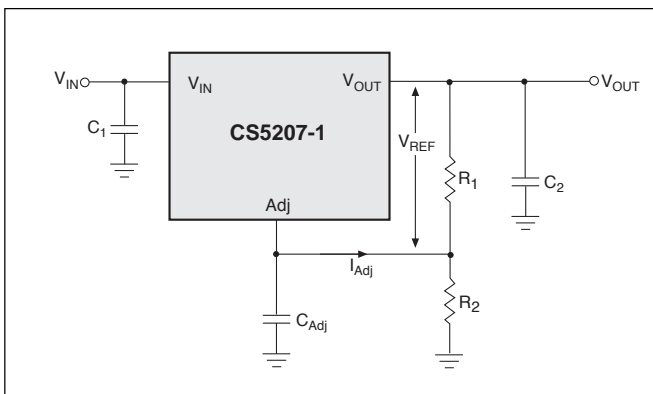 V_IN
V_IN
V_OUT
V_OUT
C_1
CS5207-1
V_REF
R_1
C_2
Adj
I_Adj
R_2
C_Adj